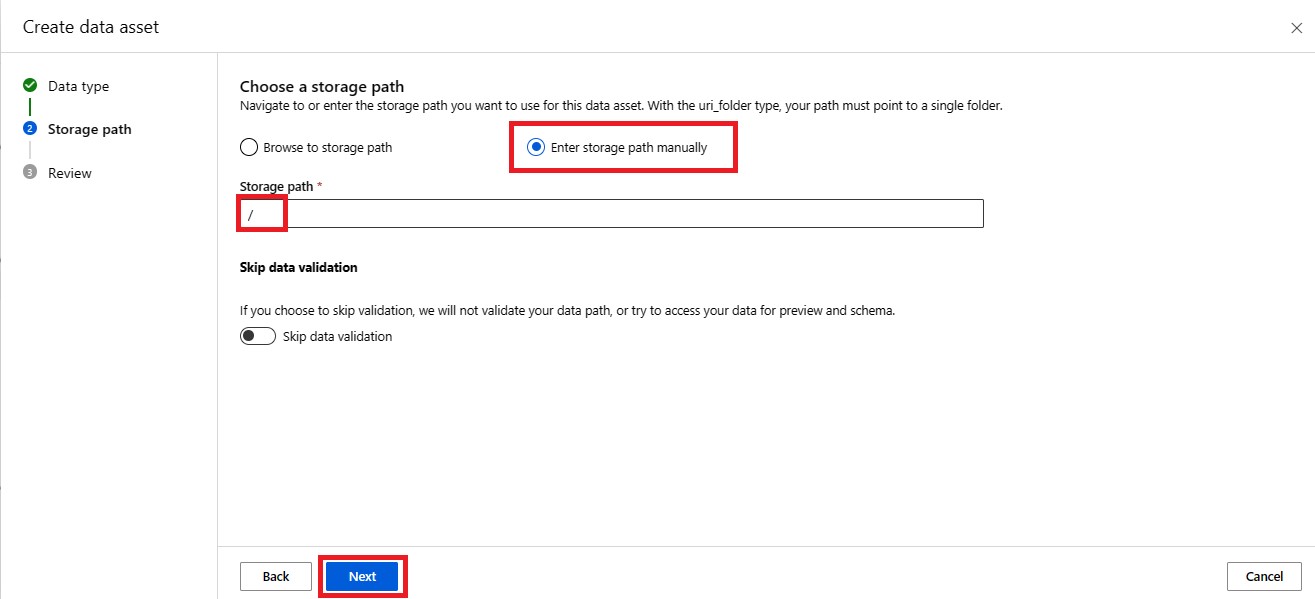 Create data asset
Data type
2 Storage path
3 Review
Choose a storage path
Navigate to or enter the storage path you want to use for this data asset. With the uri_folder type, your path must point to a single folder.
Browse to storage path
Enter storage path manually
Storage path *
/
Skip data validation
If you choose to skip validation, we will not validate your data path, or try to access your data for preview and schema.
Skip data validation
Back
Next
Cancel